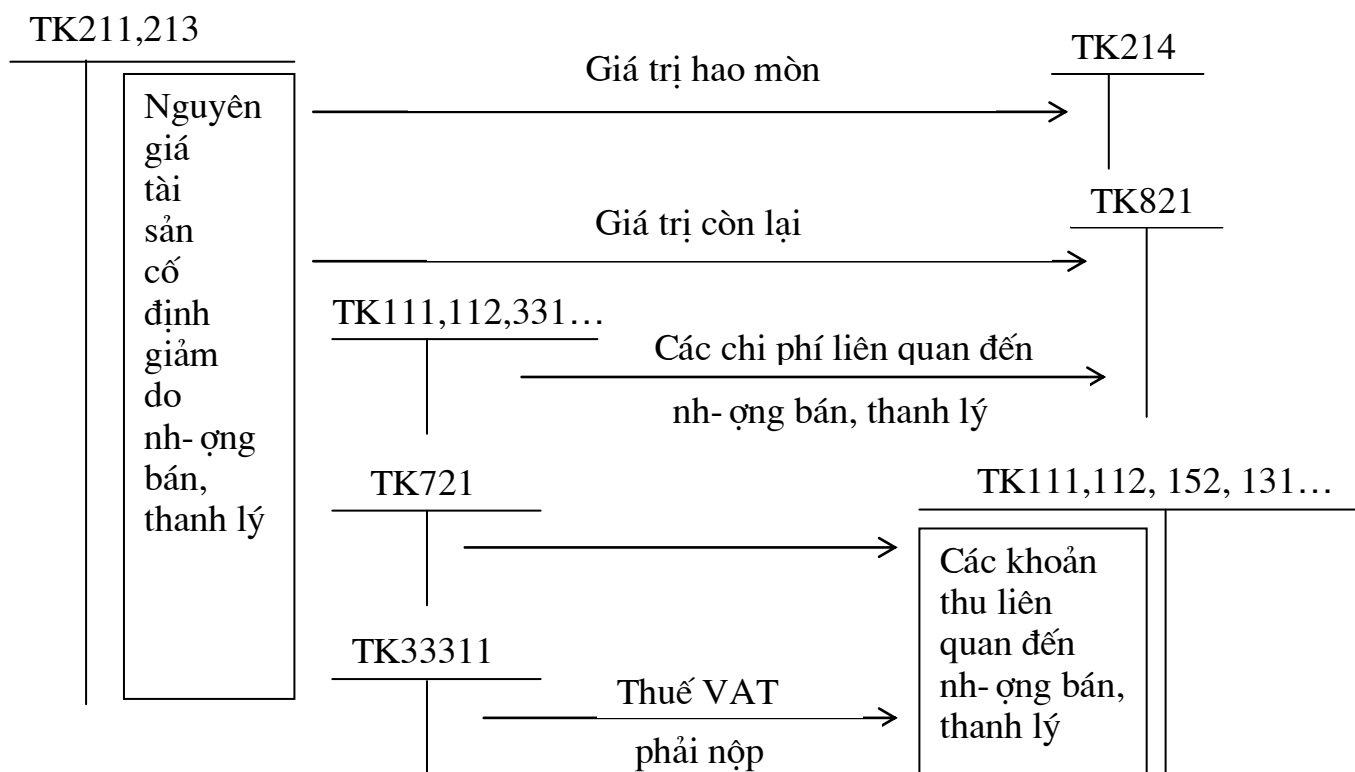 TK211,213
Nguyên
giá
tài
sản
cố
định
giảm
do
nh- ợng
bán,
thanh lý
Giá trị hao mòn
TK214
Giá trị còn lại
TK821
TK111,112,331…
Các chi phí liên quan đến
nh- ợng bán, thanh lý
TK721
TK111,112, 152, 131…
Các khoản
thu liên
quan đến
nh- ợng bán,
thanh lý
TK33311
Thuế VAT
phải nộp